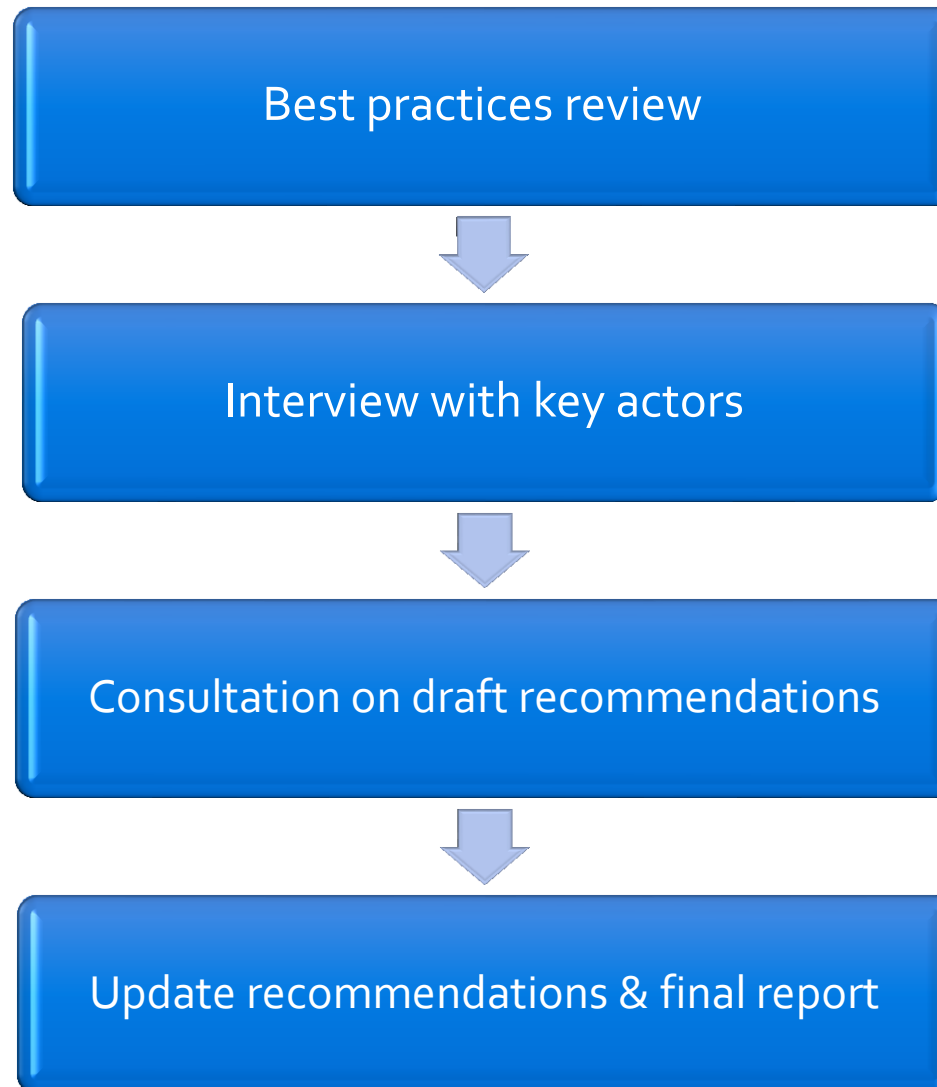 Best practices review
Interview with key actors
Consultation on draft recommendations
Update recommendations & final report